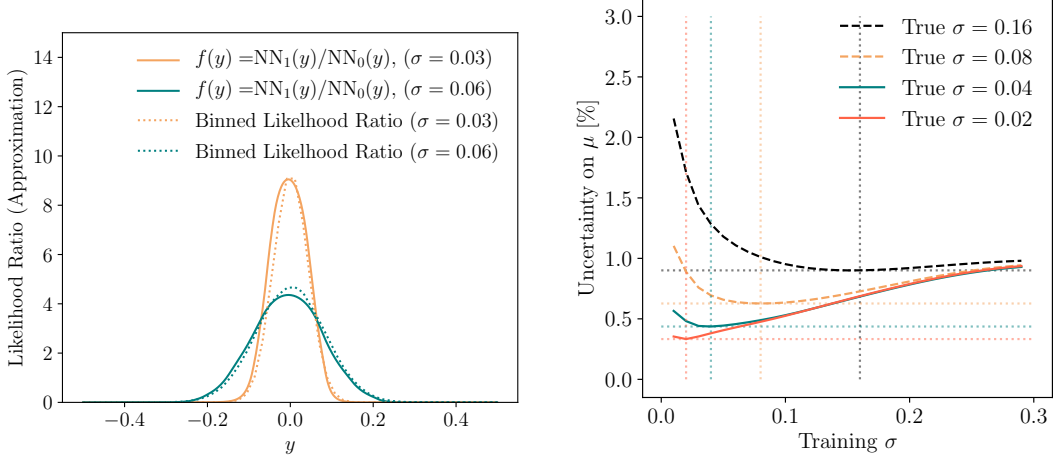 Likelihood Ratio (Approximation)
14
12
10
8
6
4
2
0
f(y) =NN₁(y)/NN₀(y), (σ = 0.03)
f(y) =NN₁(y)/NN₀(y), (σ = 0.06)
Binned Likelhood Ratio (σ = 0.03)
Binned Likelhood Ratio (σ = 0.06)
−0.4 −0.2 0.0 0.2 0.4
y
Uncertainty on μ [%]
3.0
2.5
2.0
1.5
1.0
0.5
0.0
True σ = 0.16
True σ = 0.08
True σ = 0.04
True σ = 0.02
0.0 0.1 0.2 0.3
Training σ